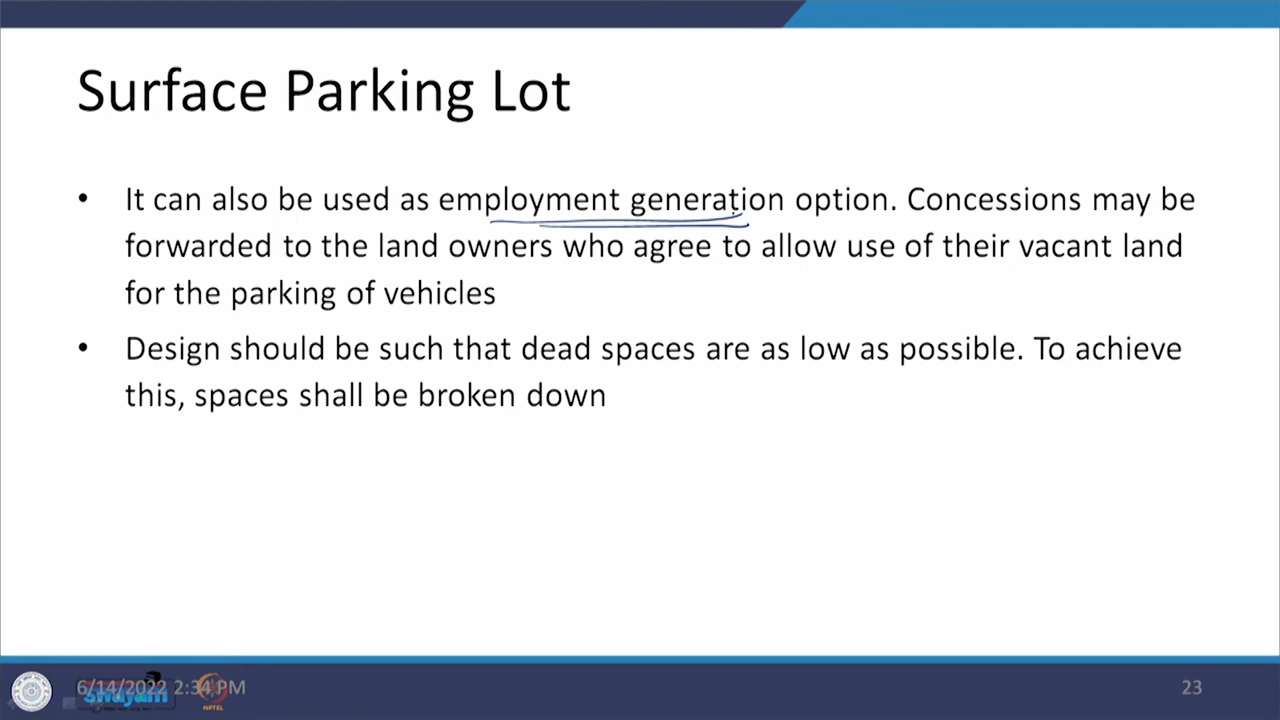 Surface Parking Lot
• It can also be used as employment generation option. Concessions may be
forwarded to the land owners who agree to allow use of their vacant land
for the parking of vehicles
• Design should be such that dead spaces are as low as possible. To achieve
this, spaces shall be broken down
6/14/2022 2:34 PM
swayam
NPTEL
23